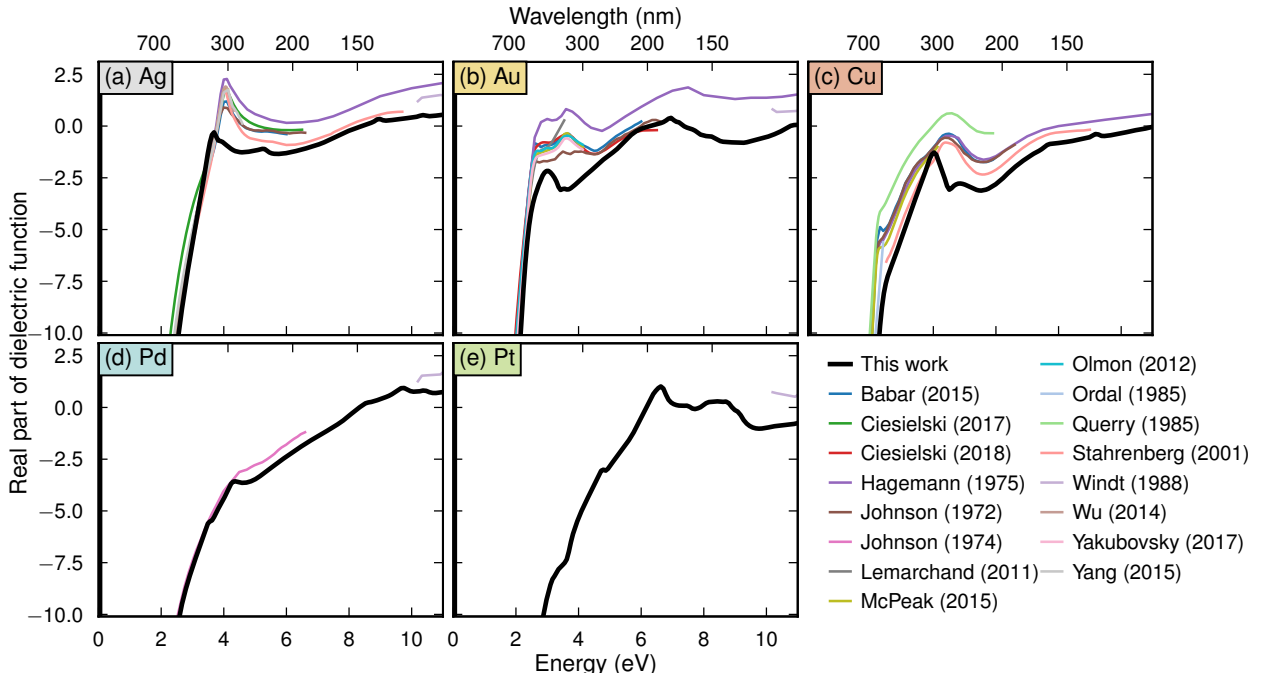 Wavelength (nm)
700 300 200 150 700 300 200 150 700 300 200 150
(a) Ag (b) Au (c) Cu
2.5
0.0
−2.5
−5.0
−7.5
−10.0
Real part of dielectric function
(d) Pd (e) Pt
2.5
0.0
−2.5
−5.0
−7.5
−10.0
0 2 4 6 8 10 0 2 4 6 8 10
Energy (eV)
This work
Babar (2015)
Ciesielski (2017)
Ciesielski (2018)
Hagemann (1975)
Johnson (1972)
Johnson (1974)
Lemarchand (2011)
McPeak (2015)
Olmon (2012)
Ordal (1985)
Querry (1985)
Stahrenberg (2001)
Windt (1988)
Wu (2014)
Yakubovsky (2017)
Yang (2015)